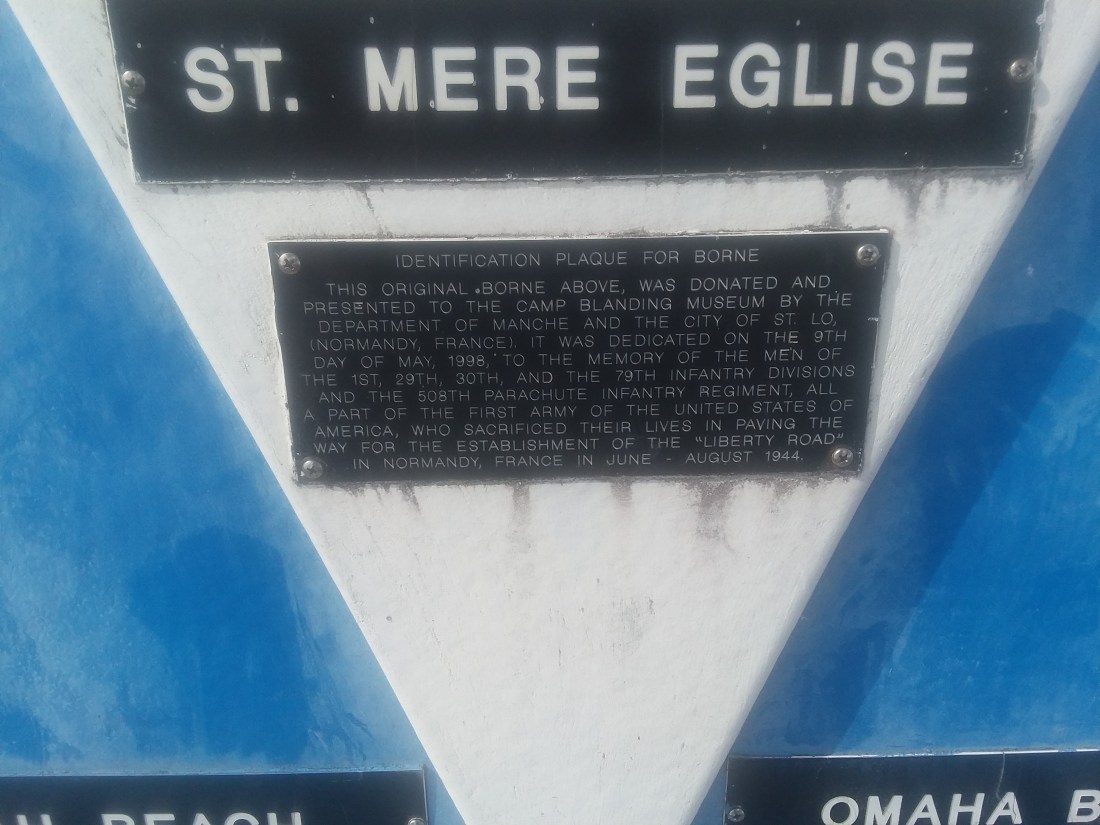 ST. MERE EGLISE
IDENTIFICATION PLAQUE FOR BORNE
THIS ORIGINAL BORNE ABOVE, WAS DONATED AND
PRESENTED TO THE CAMP BLANDING MUSEUM BY THE
DEPARTMENT OF MANCHE AND THE CITY OF ST. LO,
(NORMANDY, FRANCE). IT WAS DEDICATED ON THE 9TH
DAY OF MAY, 1998, TO THE MEMORY OF THE MEN OF
THE 1ST, 29TH, 30TH, AND THE 79TH INFANTRY DIVISIONS
AND THE 508TH PARACHUTE INFANTRY REGIMENT, ALL
A PART OF THE FIRST ARMY OF THE UNITED STATES OF
AMERICA, WHO SACRIFICED THEIR LIVES IN PAVING THE
WAY FOR THE ESTABLISHMENT OF THE "LIBERTY ROAD"
IN NORMANDY, FRANCE IN JUNE - AUGUST 1944.
BEACH
OMAHA B